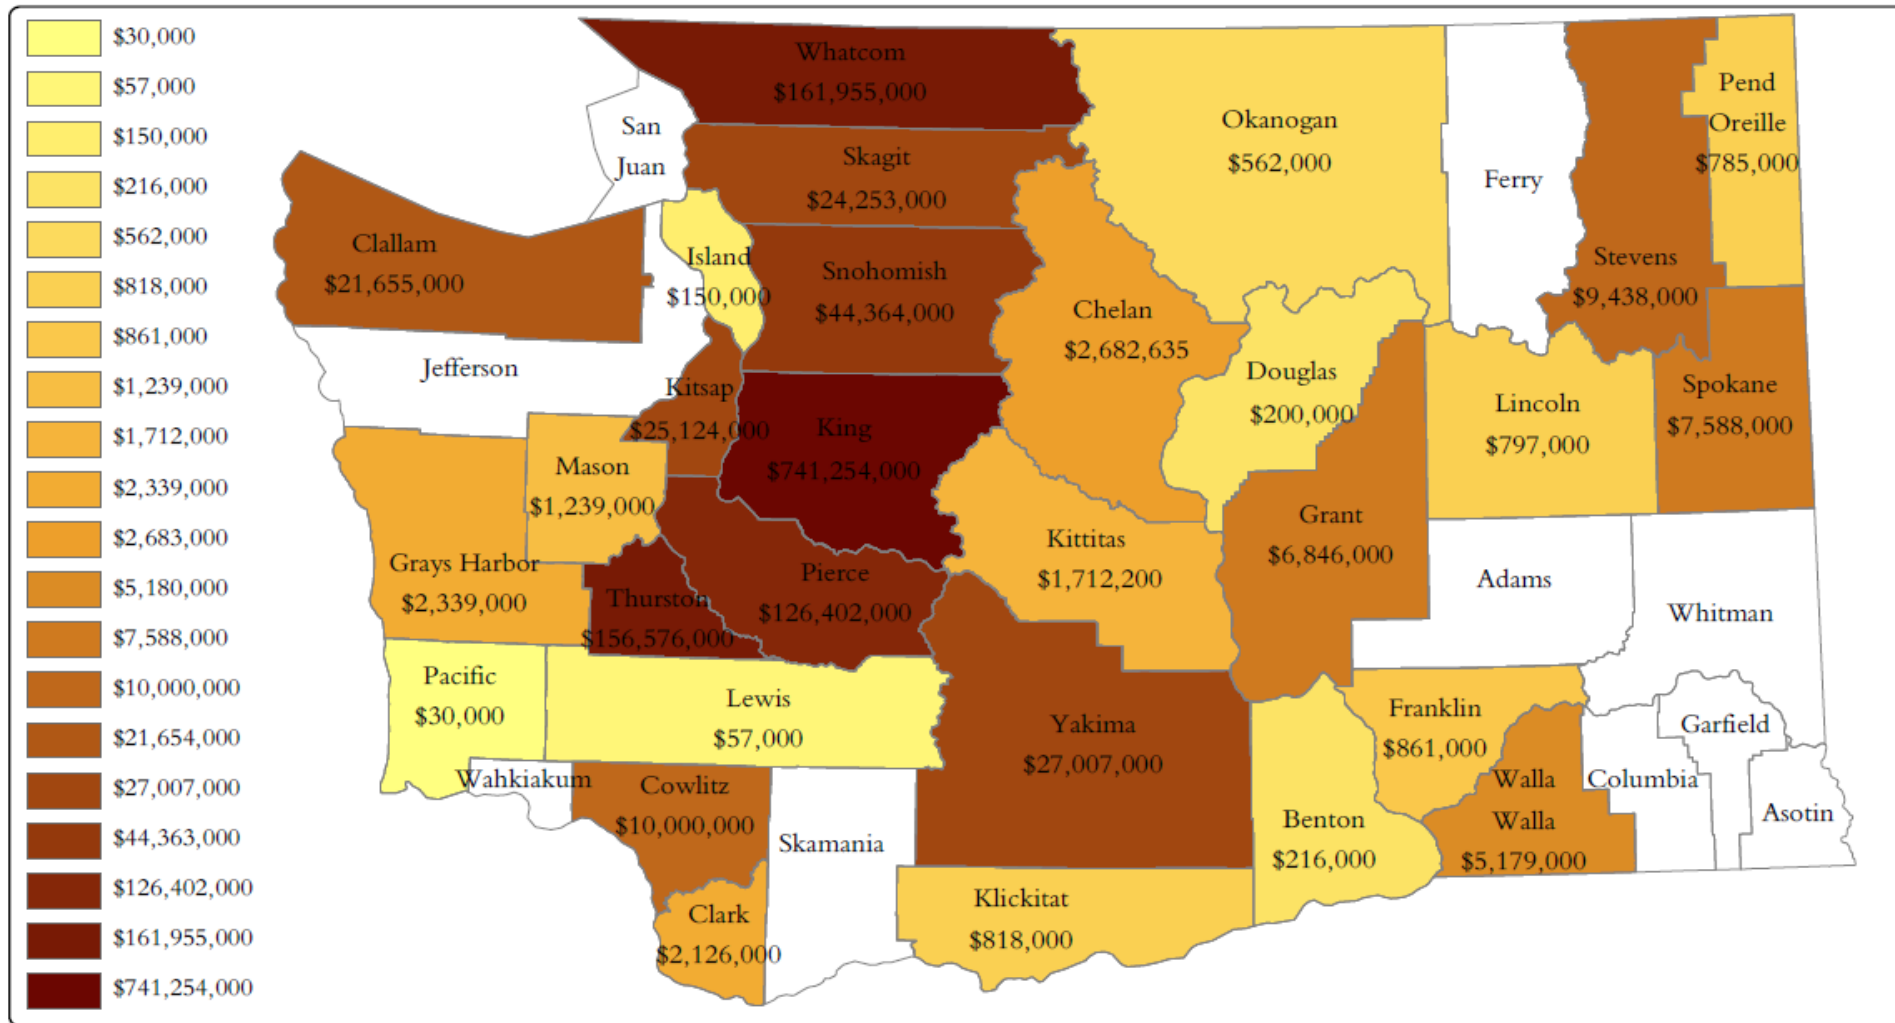 $30,000
$57,000
$150,000
$216,000
$562,000
$818,000
$861,000
$1,239,000
$1,712,000
$2,339,000
$2,683,000
$5,180,000
$7,588,000
$10,000,000
$21,654,000
$27,007,000
$44,363,000
$126,402,000
$161,955,000
$741,254,000
Whatcom
$161,955,000
San
Juan
Skagit
$24,253,000
Okanogan
$562,000
Ferry
Stevens
$9,438,000
Pend
Oreille
$785,000
Clallam
$21,655,000
Island
$150,000
Snohomish
$44,364,000
Chelan
$2,682,635
Jefferson
Kitsap
$25,124,000
King
$741,254,000
Douglas
$200,000
Lincoln
$797,000
Spokane
$7,588,000
Mason
$1,239,000
Grays Harbor
$2,339,000
Thurston
$156,576,000
Pierce
$126,402,000
Kittitas
$1,712,200
Grant
$6,846,000
Adams
Whitman
Pacific
$30,000
Lewis
$57,000
Yakima
$27,007,000
Franklin
$861,000
Garfield
Wahkiakum
Cowlitz
$10,000,000
Skamania
Benton
$216,000
Walla
Walla
$5,179,000
Columbia
Asotin
Clark
$2,126,000
Klickitat
$818,000